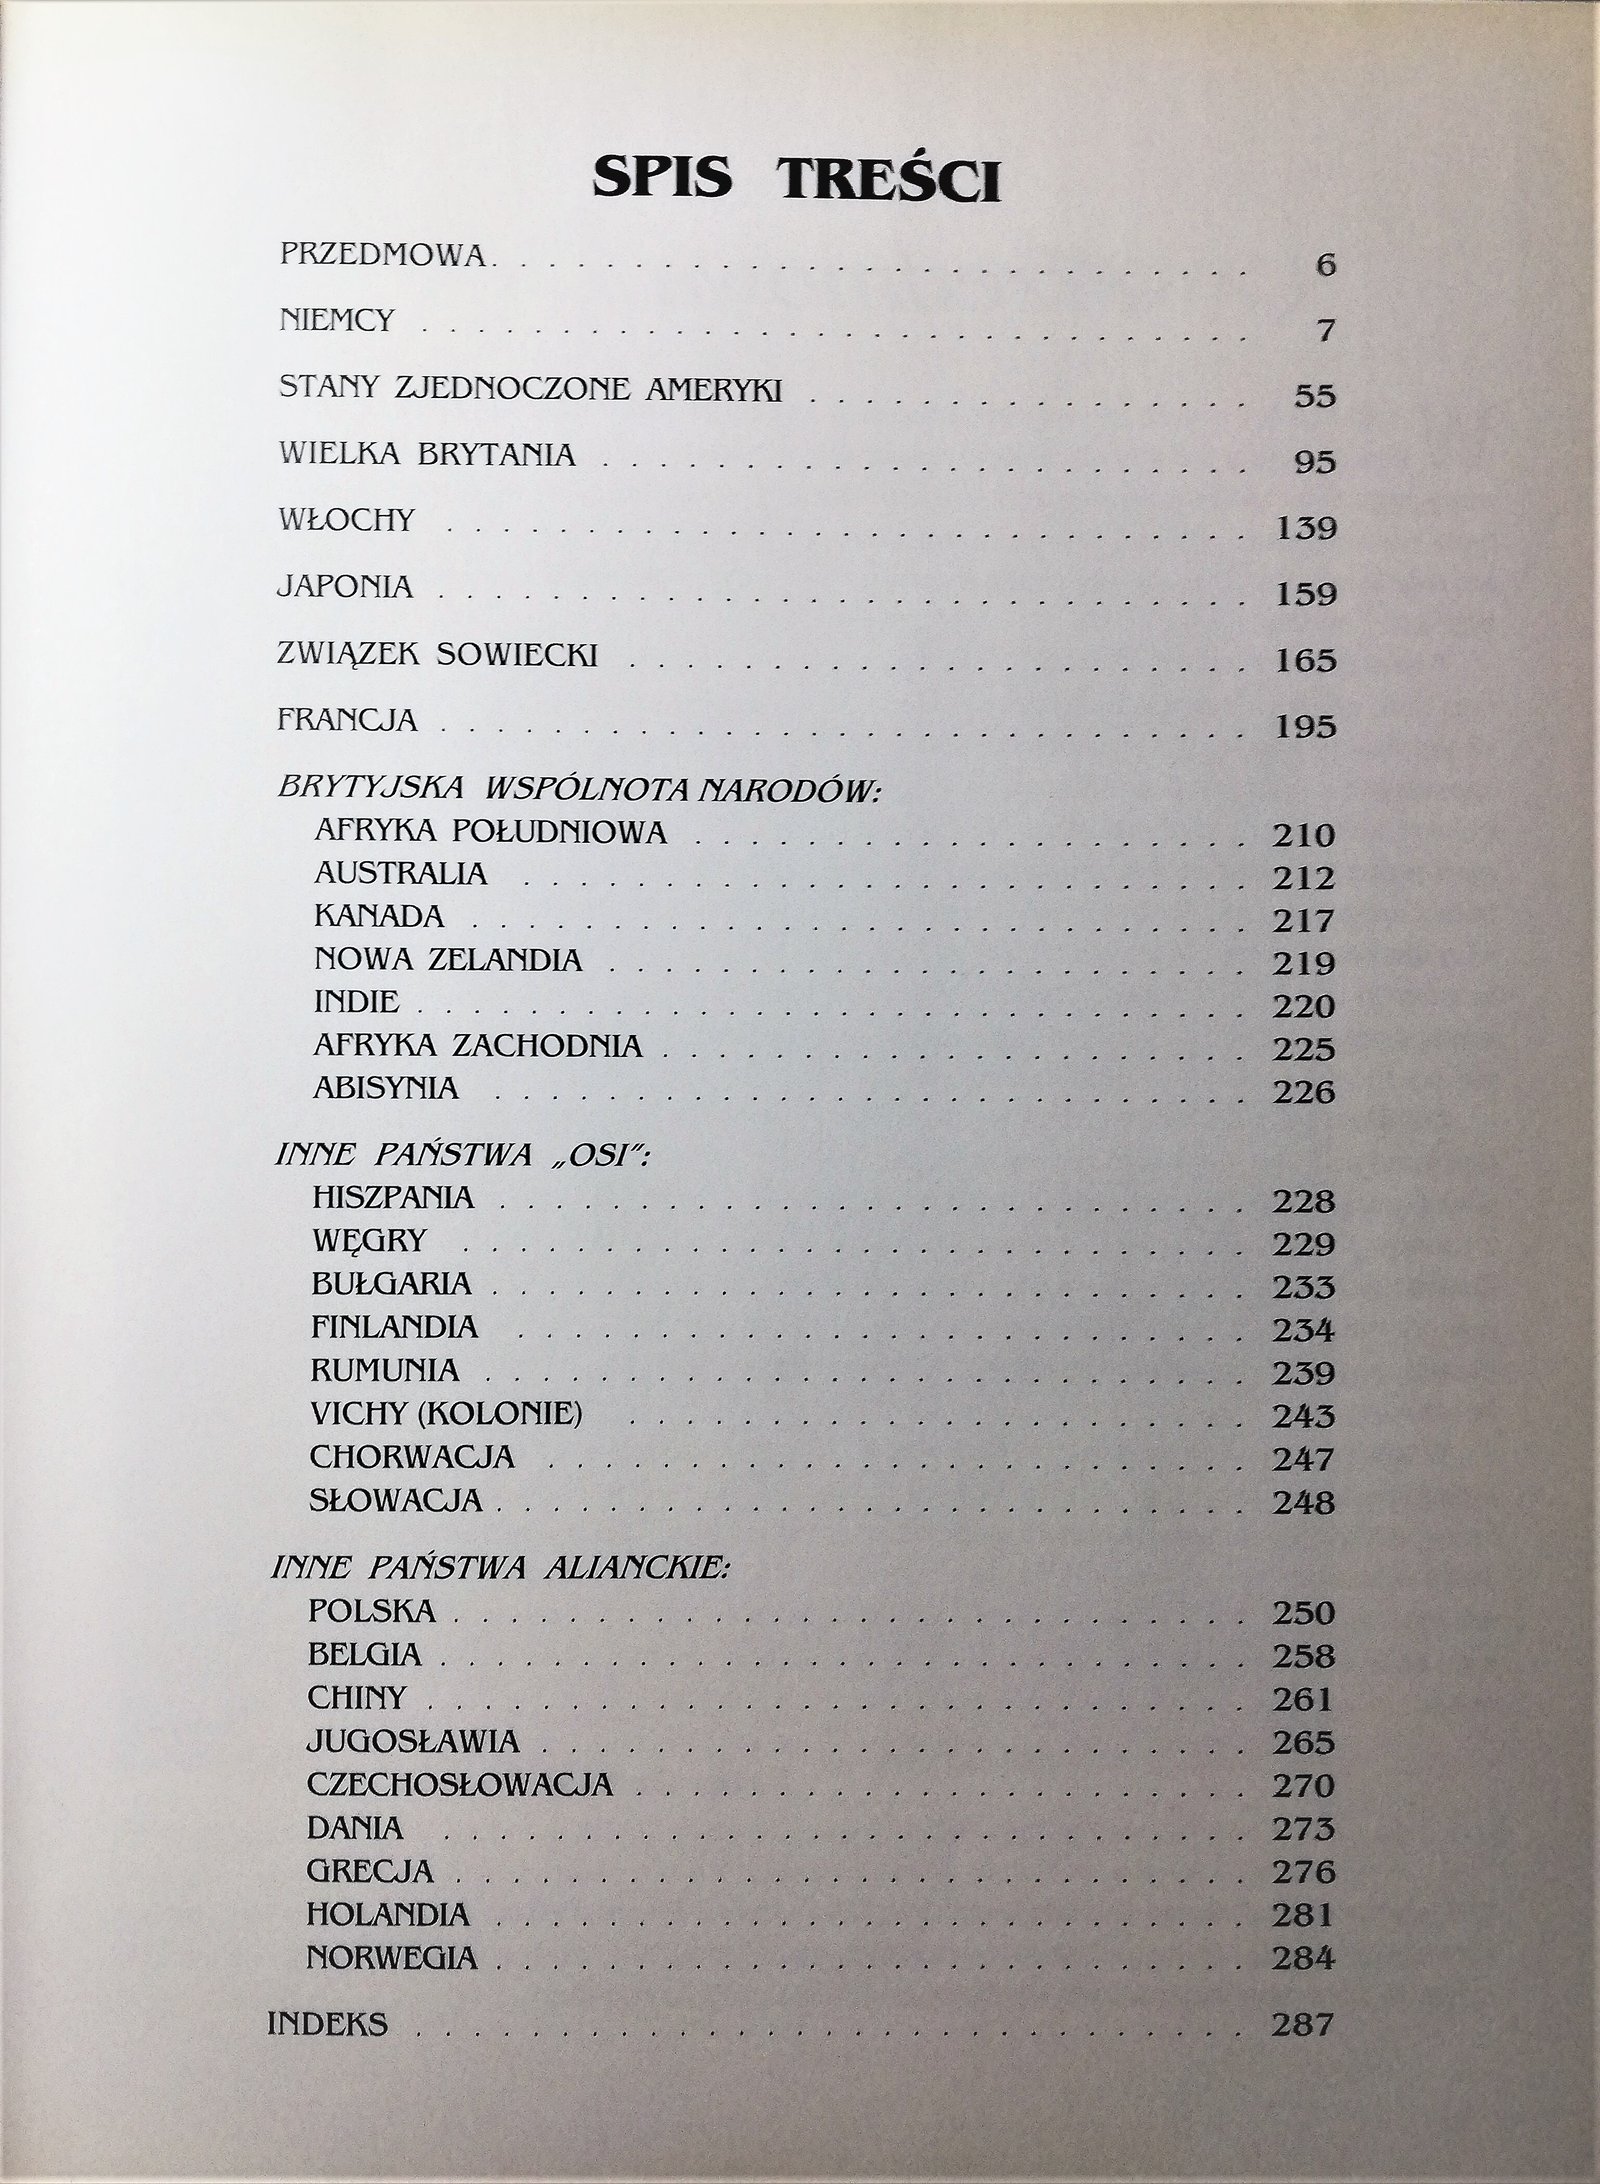 SPIS TREŚCI
PRZEDMOWA. . . . . . . . . . . . . . . . . . . . . . . . . . . 6
NIEMCY . . . . . . . . . . . . . . . . . . . . . . . . . . . . . 7
STANY ZJEDNOCZONE AMERYKI . . . . . . . . . . . . . . . . 55
WIELKA BRYTANIA . . . . . . . . . . . . . . . . . . . . . . . 95
WŁOCHY . . . . . . . . . . . . . . . . . . . . . . . . . . . . 139
JAPONIA . . . . . . . . . . . . . . . . . . . . . . . . . . . . 159
ZWIĄZEK SOWIECKI . . . . . . . . . . . . . . . . . . . . . . 165
FRANCJA . . . . . . . . . . . . . . . . . . . . . . . . . . . . 195
BRYTYJSKA WSPÓLNOTA NARODÓW:
AFRYKA POŁUDNIOWA . . . . . . . . . . . . . . . . . . . . 210
AUSTRALIA . . . . . . . . . . . . . . . . . . . . . . . . . . 212
KANADA . . . . . . . . . . . . . . . . . . . . . . . . . . . 217
NOWA ZELANDIA . . . . . . . . . . . . . . . . . . . . . . . 219
INDIE . . . . . . . . . . . . . . . . . . . . . . . . . . . . . 220
AFRYKA ZACHODNIA . . . . . . . . . . . . . . . . . . . . . 225
ABISYNIA . . . . . . . . . . . . . . . . . . . . . . . . . . . 226
INNE PAŃSTWA „OSI”:
HISZPANIA . . . . . . . . . . . . . . . . . . . . . . . . . . . 228
WĘGRY . . . . . . . . . . . . . . . . . . . . . . . . . . . . 229
BUŁGARIA . . . . . . . . . . . . . . . . . . . . . . . . . . . 233
FINLANDIA . . . . . . . . . . . . . . . . . . . . . . . . . . 234
RUMUNIA . . . . . . . . . . . . . . . . . . . . . . . . . . . 239
VICHY (KOLONIE) . . . . . . . . . . . . . . . . . . . . . . 243
CHORWACJA . . . . . . . . . . . . . . . . . . . . . . . . . 247
SŁOWACJA . . . . . . . . . . . . . . . . . . . . . . . . . . . 248
INNE PAŃSTWA ALIANCKIE:
POLSKA . . . . . . . . . . . . . . . . . . . . . . . . . . . . 250
BELGIA . . . . . . . . . . . . . . . . . . . . . . . . . . . . . 258
CHINY . . . . . . . . . . . . . . . . . . . . . . . . . . . . . 261
JUGOSŁAWIA . . . . . . . . . . . . . . . . . . . . . . . . . 265
CZECHOSŁOWACJA . . . . . . . . . . . . . . . . . . . . . . 270
DANIA . . . . . . . . . . . . . . . . . . . . . . . . . . . . . 273
GRECJA . . . . . . . . . . . . . . . . . . . . . . . . . . . . 276
HOLANDIA . . . . . . . . . . . . . . . . . . . . . . . . . . . 281
NORWEGIA . . . . . . . . . . . . . . . . . . . . . . . . . . . 284
INDEKS . . . . . . . . . . . . . . . . . . . . . . . . . . . . . 287